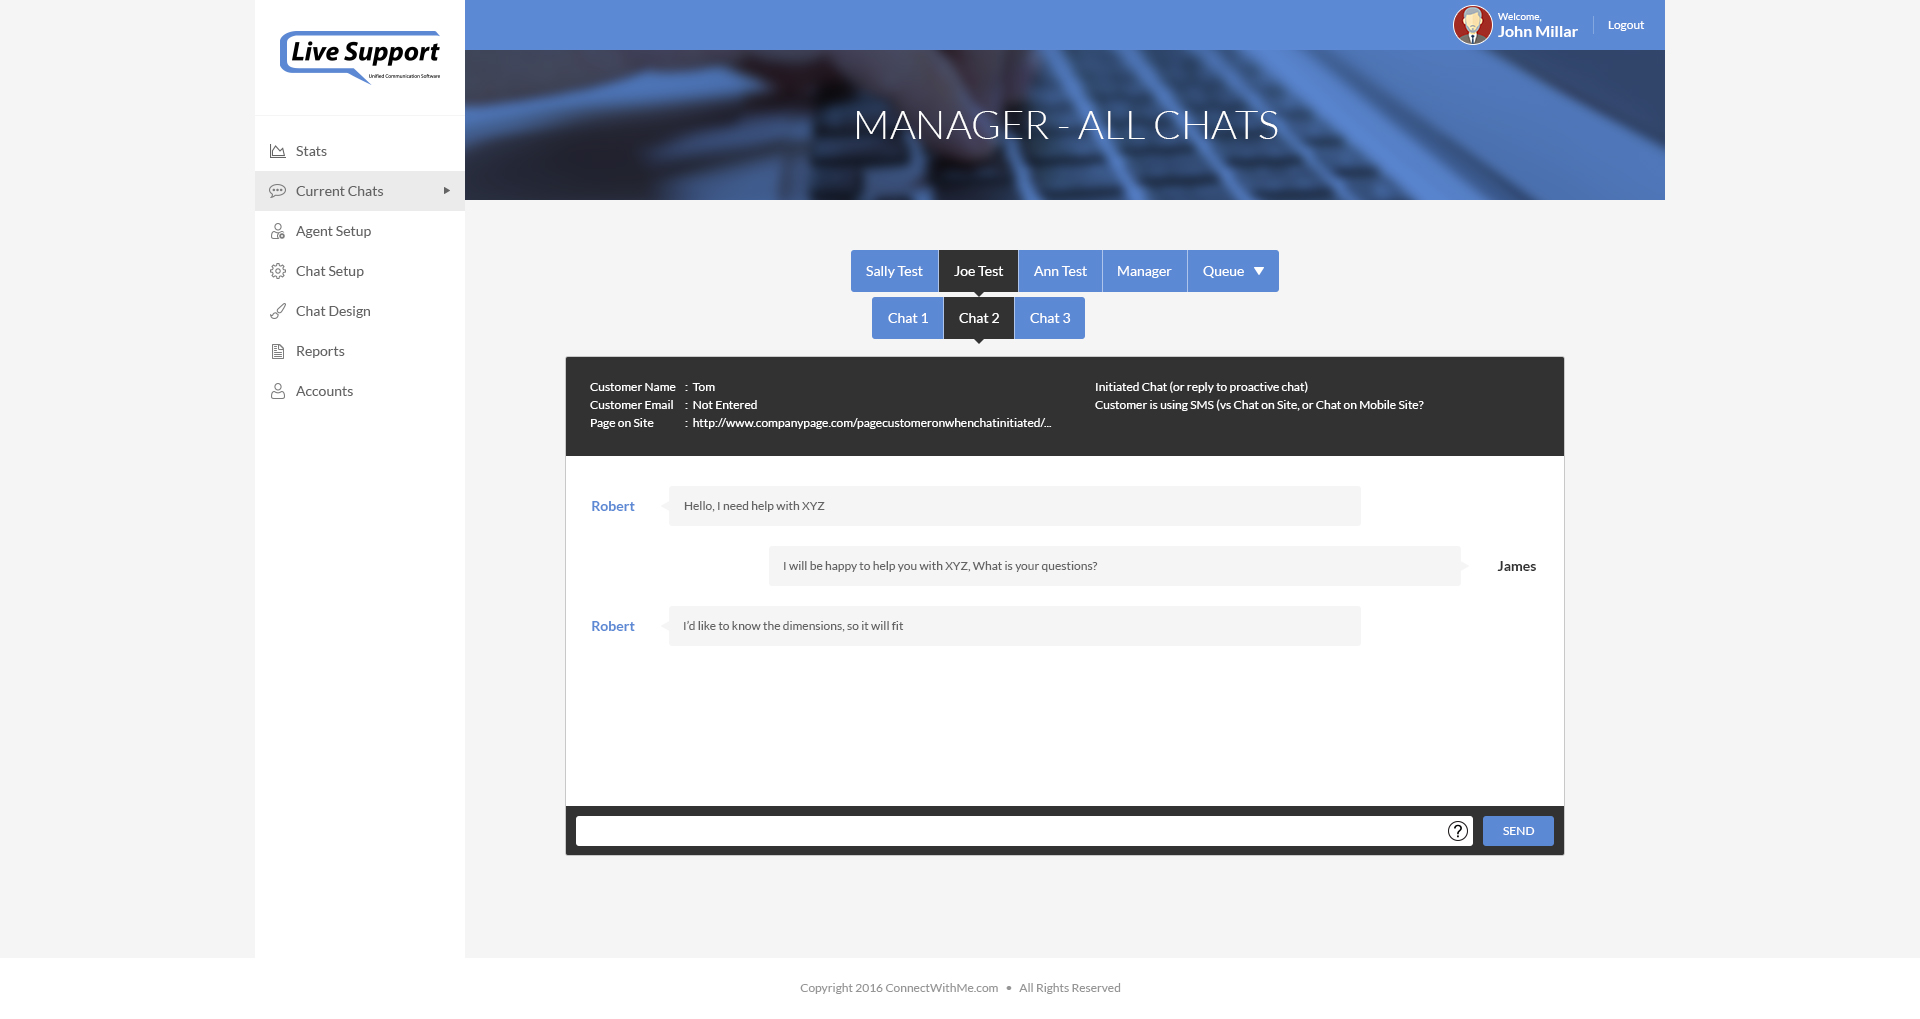 Live Support
Unified Communication Software
Welcome,
John Millar
Logout
MANAGER - ALL CHATS
Stats
Current Chats
Agent Setup
Chat Setup
Chat Design
Reports
Accounts
Sally Test
Joe Test
Ann Test
Manager
Queue
Chat 1
Chat 2
Chat 3
Customer Name : Tom
Customer Email : Not Entered
Page on Site : http://www.companypage.com/pagecustomeronwhenchatinitiated/...
Initiated Chat (or reply to proactive chat)
Customer is using SMS (vs Chat on Site, or Chat on Mobile Site?
Robert
Hello, I need help with XYZ
I will be happy to help you with XYZ, What is your questions?
James
Robert
I'd like to know the dimensions, so it will fit
?
SEND
Copyright 2016 ConnectWithMe.com • All Rights Reserved